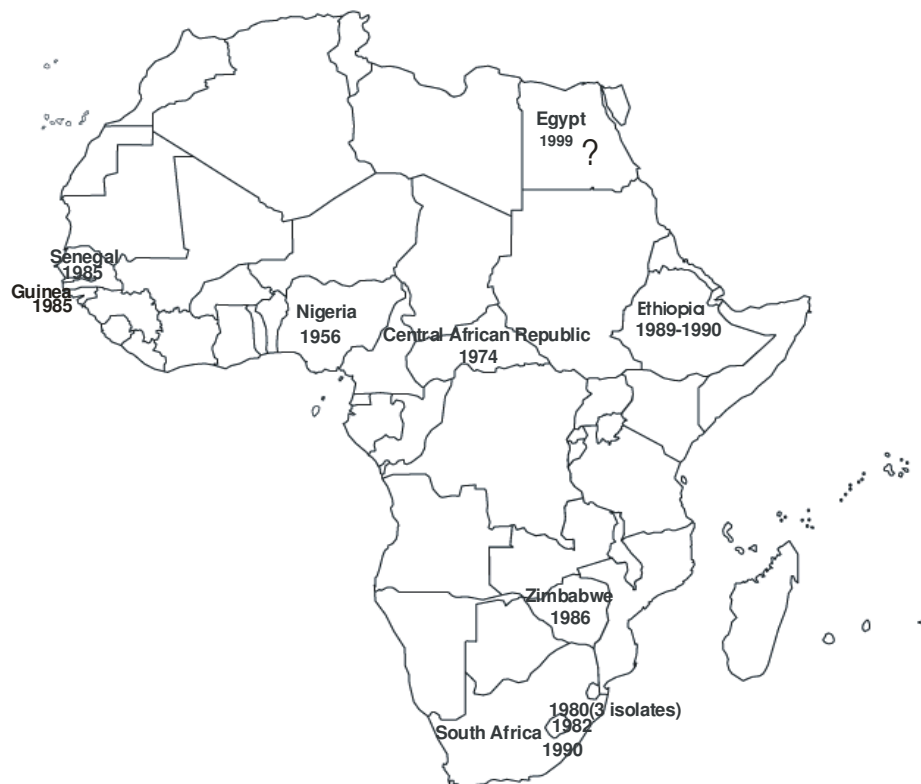 Egypt
1999 ?
Senegal
1985
Guinea
1985
Nigeria
1956
Central African Republic
1974
Ethiopia
1989-1990
Zimbabwe
1986
1980(3 isolates)
South Africa 1982
1990